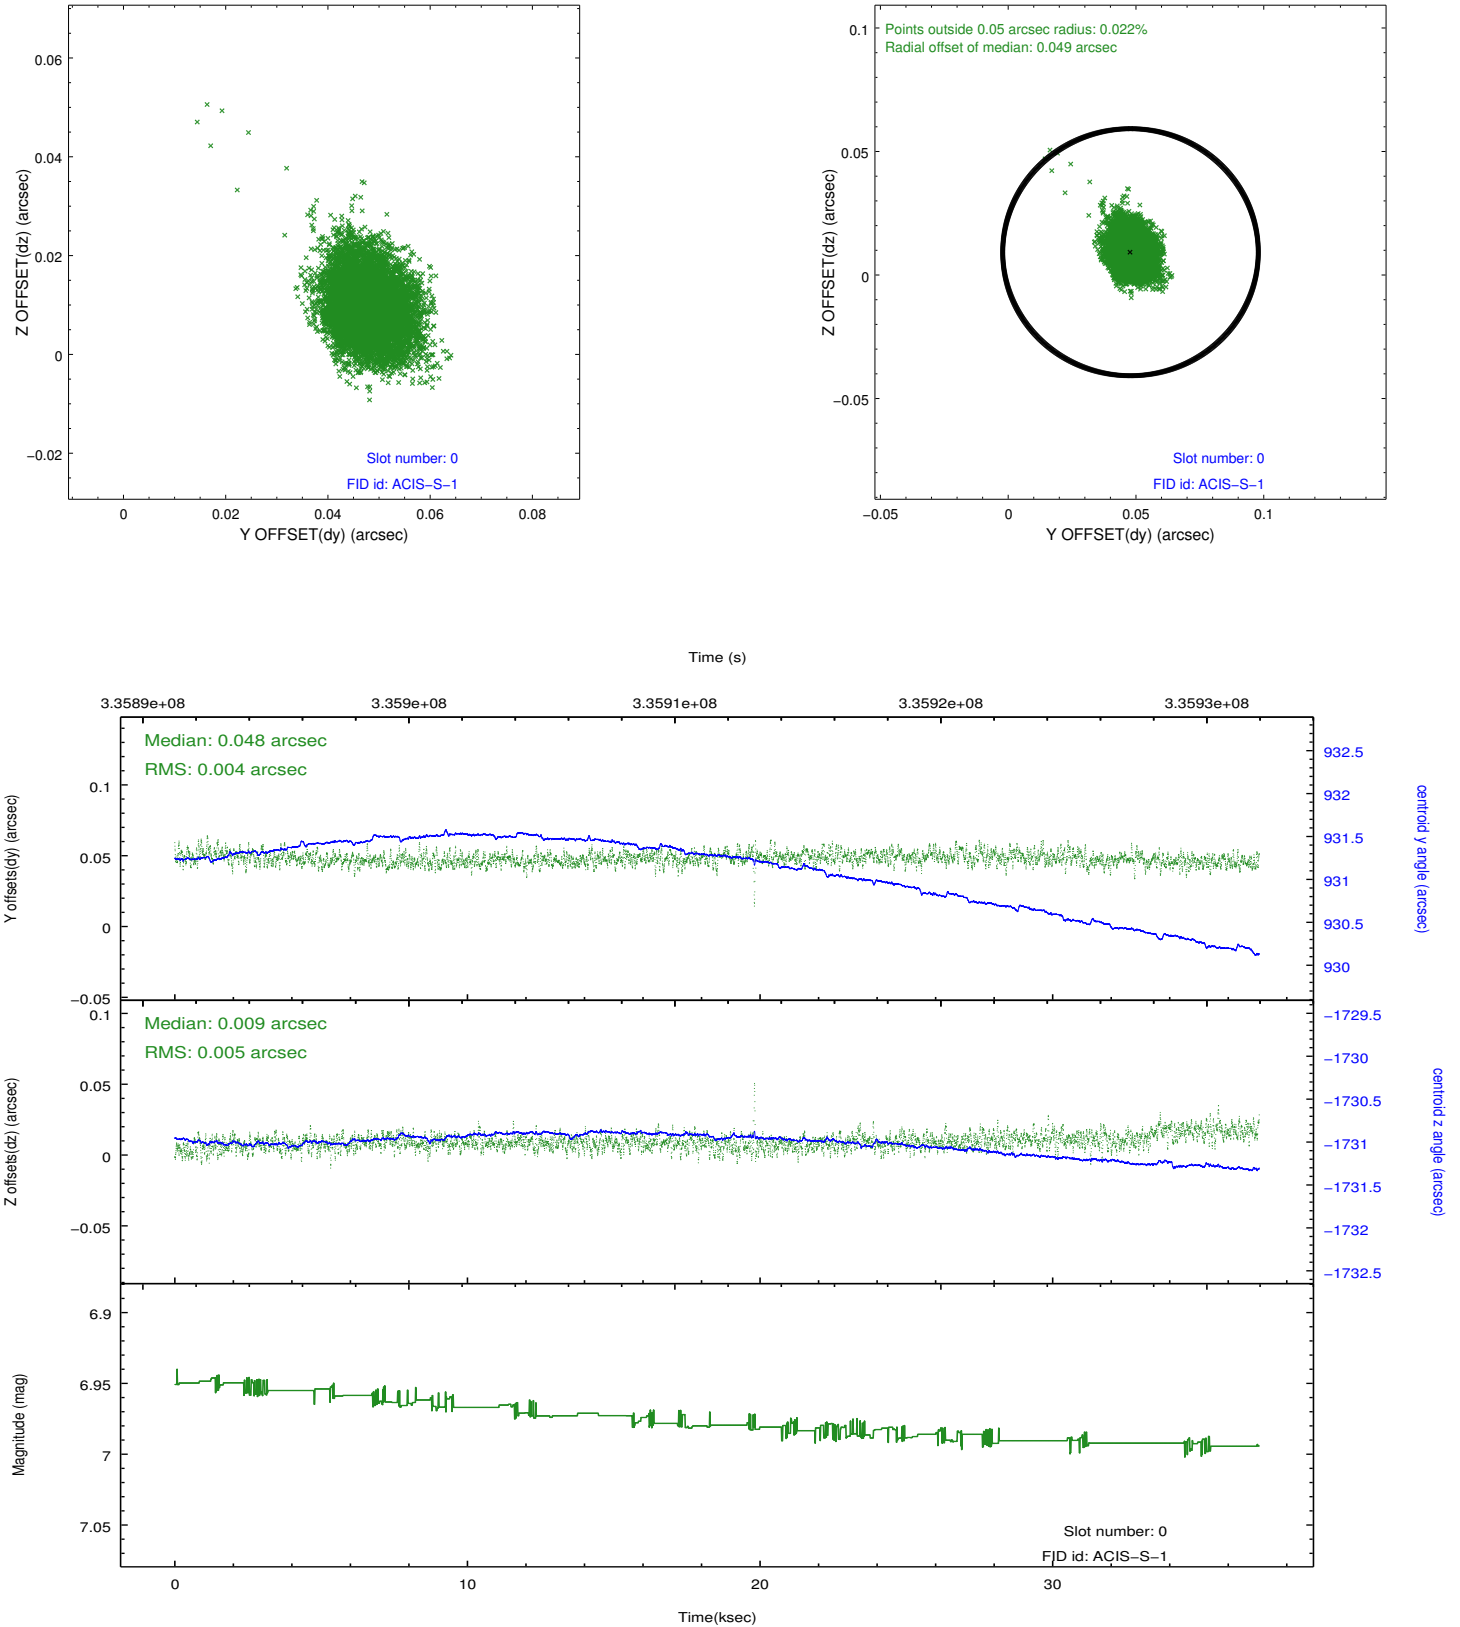 0.06
0.04
0.02
0
−0.02
Z OFFSET(dz) (arcsec)
Slot number: 0
FID id: ACIS−S−1
0 0.02 0.04 0.06 0.08
Y OFFSET(dy) (arcsec)
Points outside 0.05 arcsec radius: 0.022%
Radial offset of median: 0.049 arcsec
0.1
0.05
0
−0.05
Z OFFSET(dz) (arcsec)
Slot number: 0
FID id: ACIS−S−1
−0.05 0 0.05 0.1
Y OFFSET(dy) (arcsec)
Time (s)
3.3589e+08 3.359e+08 3.3591e+08 3.3592e+08 3.3593e+08
Median: 0.048 arcsec
RMS: 0.004 arcsec
0.1
0.05
0
−0.05
Y offsets(dy) (arcsec)
932.5
932
931.5
931
930.5
930
centroid y angle (arcsec)
Median: 0.009 arcsec
RMS: 0.005 arcsec
0.1
0.05
0
−0.05
Z offsets(dz) (arcsec)
−1729.5
−1730
−1730.5
−1731
−1731.5
−1732
−1732.5
centroid z angle (arcsec)
6.9
6.95
7
7.05
Magnitude (mag)
Slot number: 0
FID id: ACIS−S−1
0 10 20 30
Time(ksec)